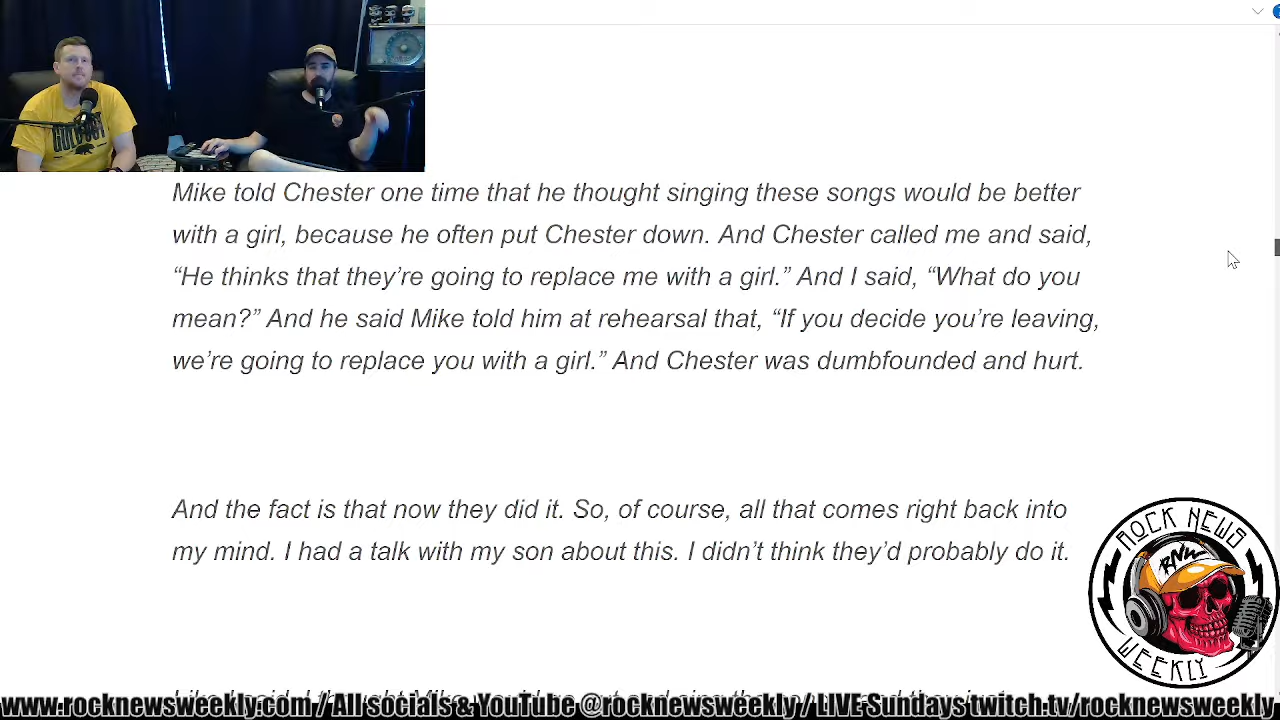 GOLD OUT
Mike told Chester one time that he thought singing these songs would be better
with a girl, because he often put Chester down. And Chester called me and said,
“He thinks that they’re going to replace me with a girl.” And I said, “What do you
mean?” And he said Mike told him at rehearsal that, “If you decide you’re leaving,
we’re going to replace you with a girl.” And Chester was dumbfounded and hurt.
And the fact is that now they did it. So, of course, all that comes right back into
my mind. I had a talk with my son about this. I didn’t think they’d probably do it.
ROCK NEWS
RNW
WEEKLY
www.rocknewsweekly.com / All socials & YouTube @rocknewsweekly / LIVE Sundays twitch.tv/rocknewsweekly